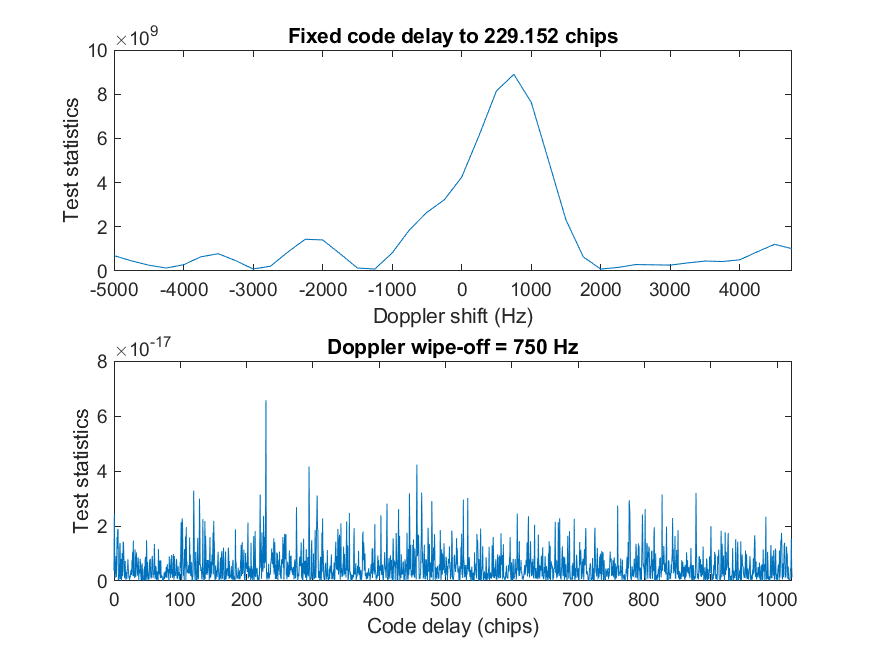 Fixed code delay to 229.152 chips
×10^9
10
8
6
4
2
0
Test statistics
-5000 -4000 -3000 -2000 -1000 0 1000 2000 3000 4000
Doppler shift (Hz)
Doppler wipe-off = 750 Hz
×10^-17
8
6
4
2
0
Test statistics
0 100 200 300 400 500 600 700 800 900 1000
Code delay (chips)